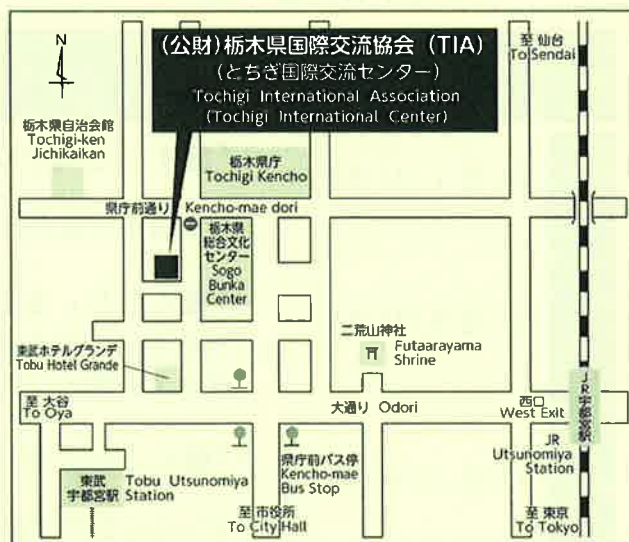 (公財)栃木県国際交流協会 (TIA)
(とちぎ国際交流センター)
Tochigi International Association
(Tochigi International Center)
至 仙台
To Sendai
N
栃木県自治会館
Tochigi-ken
Jichikaikan
栃木県庁
Tochigi Kencho
県庁前通り Kencho-mae dori
栃木県
総合文化
センター
Sogo
Bunka
Center
二荒山神社
Futaarayama
Shrine
東武ホテルグランデ
Tobu Hotel Grande
至 大谷
To Oya
大通り Odori
西口
West Exit
JR宇都宮駅
JR
Utsunomiya
Station
東武
宇都宮駅
Tobu Utsunomiya
Station
県庁前バス停
Kencho-mae
Bus Stop
至 市役所
To City Hall
至 東京
To Tokyo